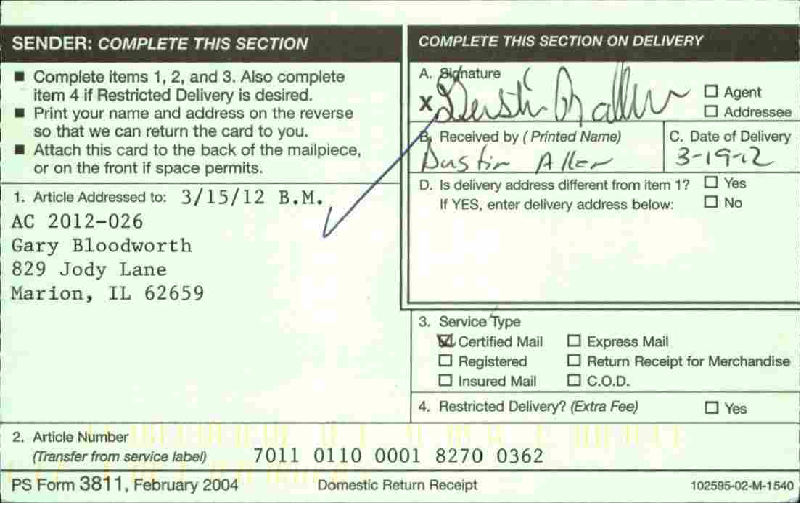 SENDER: COMPLETE THIS SECTION
■ Complete items 1, 2, and 3. Also complete
item 4 if Restricted Delivery is desired.
■ Print your name and address on the reverse
so that we can return the card to you.
■ Attach this card to the back of the mailpiece,
or on the front if space permits.
1. Article Addressed to: 3/15/12 B.M.
AC 2012-026
Gary Bloodworth
829 Jody Lane
Marion, IL 62659
2. Article Number
(Transfer from service label) 7011 0110 0001 8270 0362
COMPLETE THIS SECTION ON DELIVERY
A. Signature
X Dustin
☐ Agent
☐ Addressee
B. Received by (Printed Name)
Dustin Aller
C. Date of Delivery
3-19-12
D. Is delivery address different from item 1? ☐ Yes
If YES, enter delivery address below: ☐ No
3. Service Type
☑ Certified Mail ☐ Express Mail
☐ Registered ☐ Return Receipt for Merchandise
☐ Insured Mail ☐ C.O.D.
4. Restricted Delivery? (Extra Fee) ☐ Yes
PS Form 3811, February 2004 Domestic Return Receipt 102595-02-M-1540